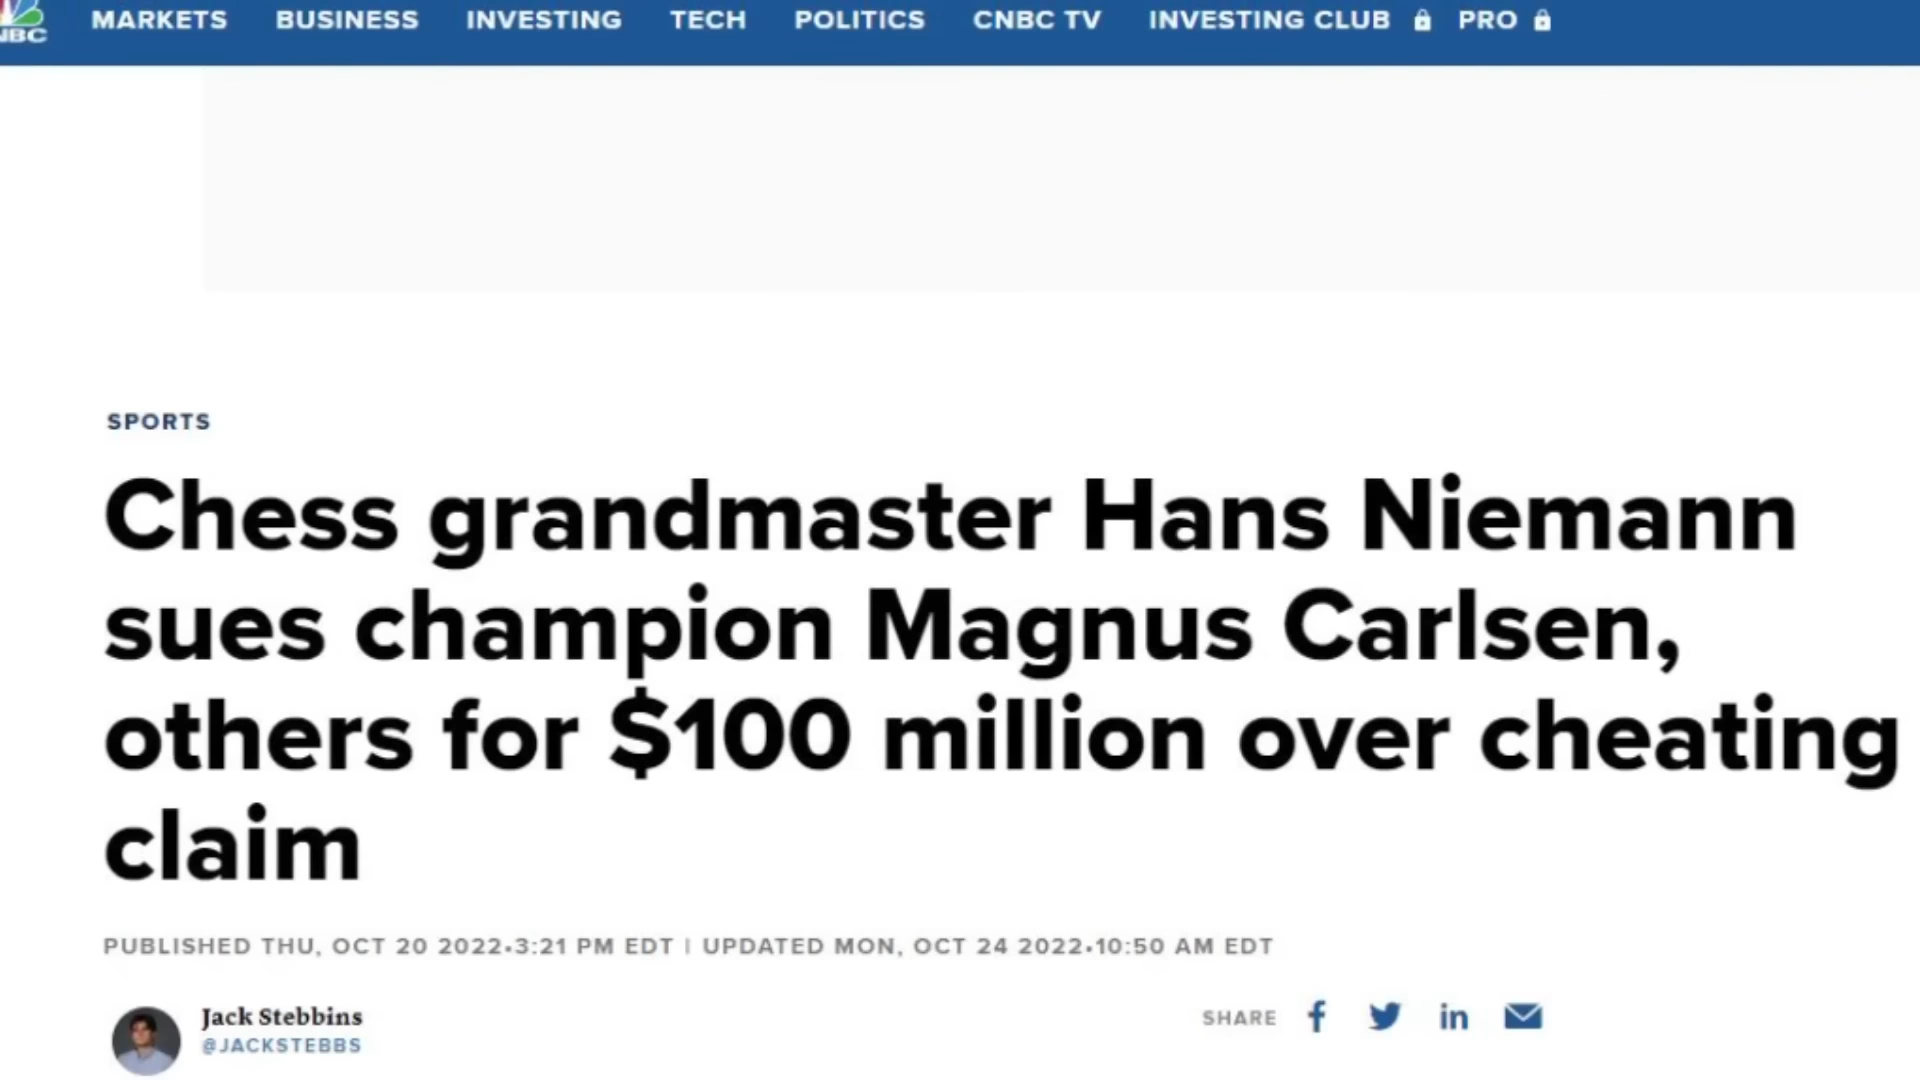 NBC MARKETS BUSINESS INVESTING TECH POLITICS CNBC TV INVESTING CLUB PRO
SPORTS
Chess grandmaster Hans Niemann
sues champion Magnus Carlsen,
others for $100 million over cheating
claim
PUBLISHED THU, OCT 20 2022•3:21 PM EDT | UPDATED MON, OCT 24 2022•10:50 AM EDT
Jack Stebbins
@JACKSTEBBS
SHARE f in